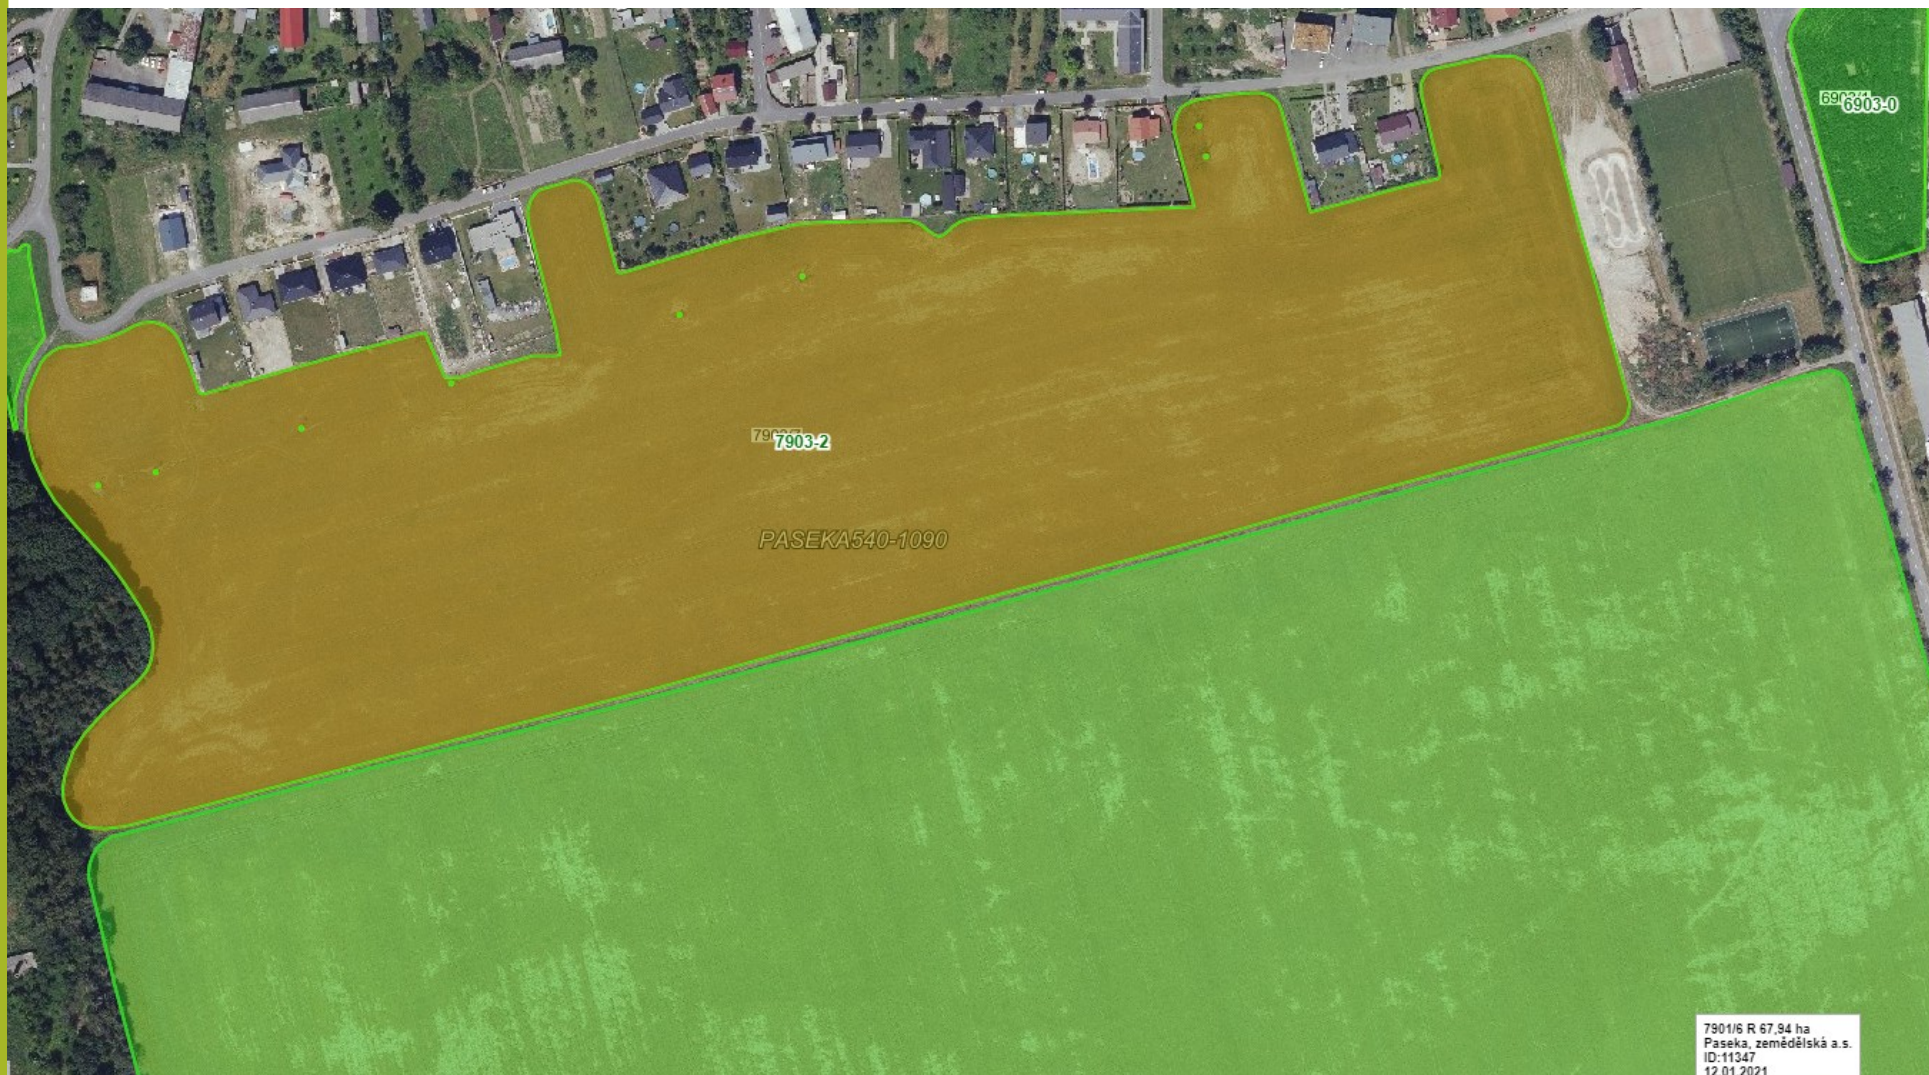 6903-0
7903-2
PASEKA540-1090
7901/6 R 67,94 ha
Paseka, zemědělská a.s.
ID:11347
12.01.2021